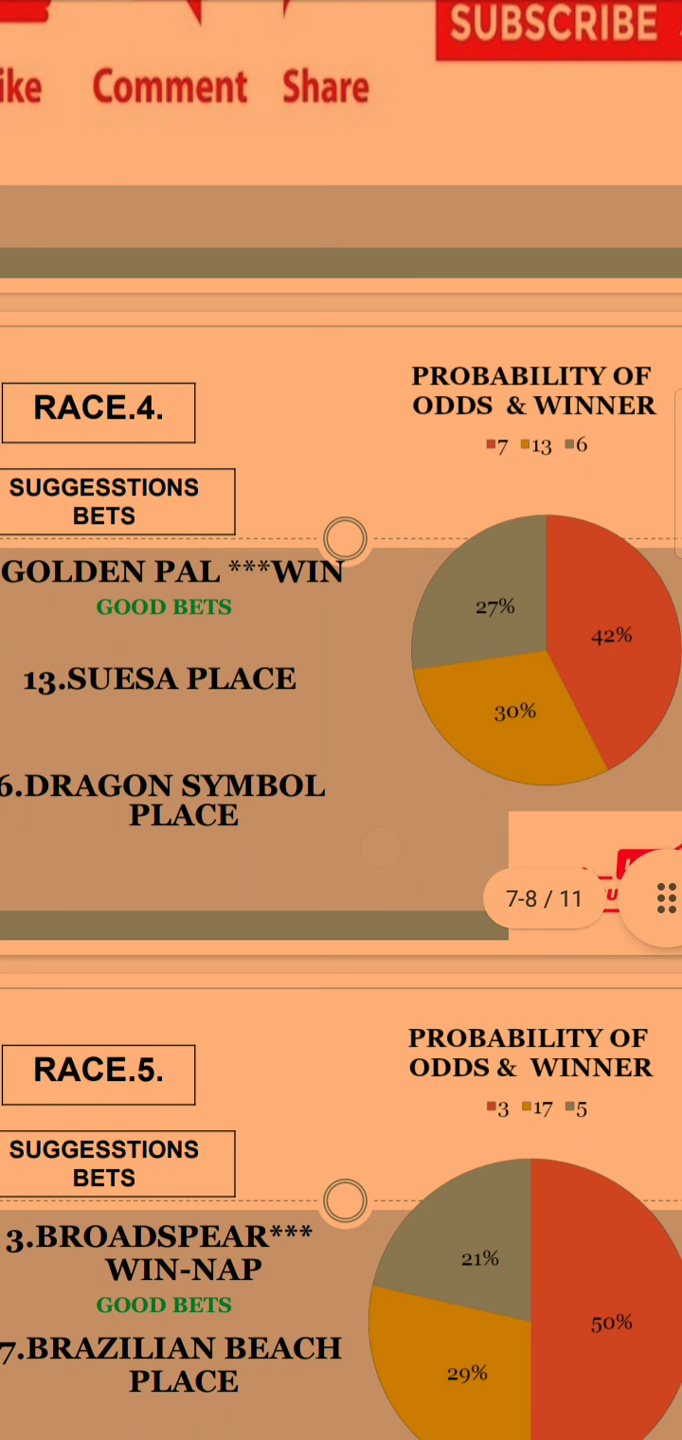 SUBSCRIBE
ike Comment Share
RACE.4.
PROBABILITY OF
ODDS & WINNER
7 13 6
SUGGESSTIONS
BETS
GOLDEN PAL ***WIN
GOOD BETS
13.SUESA PLACE
6.DRAGON SYMBOL
PLACE
27%
42%
30%
7-8 / 11
RACE.5.
PROBABILITY OF
ODDS & WINNER
3 17 5
SUGGESSTIONS
BETS
3.BROADSPEAR***
WIN-NAP
GOOD BETS
7.BRAZILIAN BEACH
PLACE
21%
50%
29%